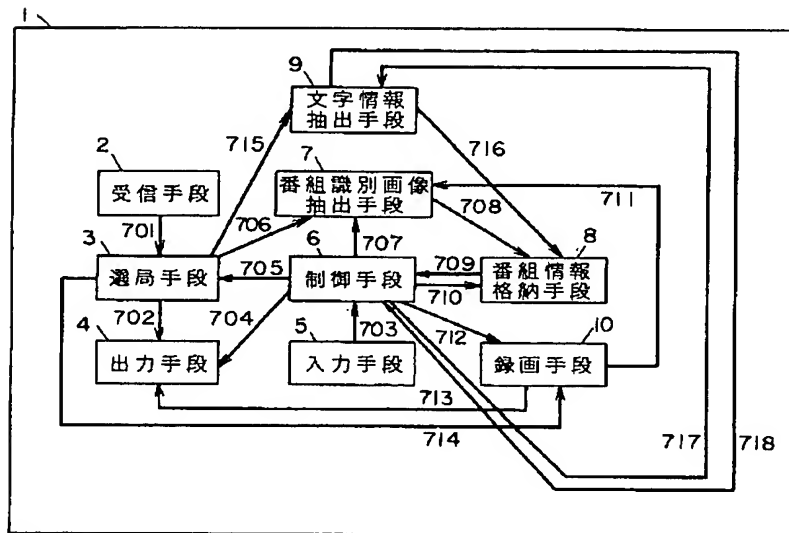 1
9
文字情報
抽出手段
715
716
2
受信手段
7
番組識別画像
抽出手段
711
701
706
708
3
選局手段
705
6
制御手段
707
709
710
8
番組情報
格納手段
702
704
712
4
出力手段
5
入力手段
703
10
録画手段
713
714
717
718